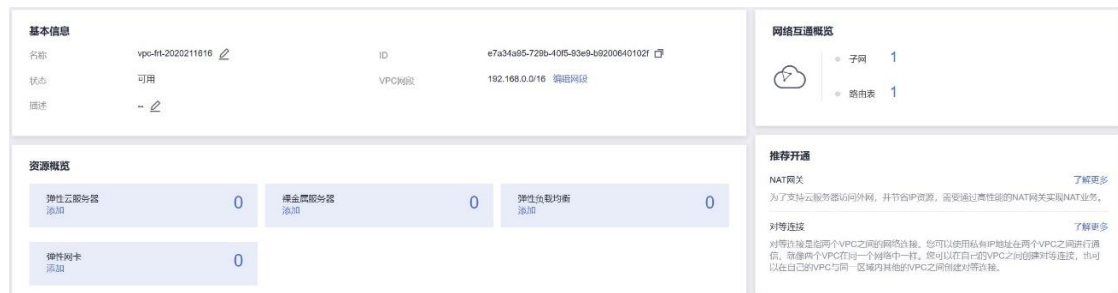 基本信息
名称 vpc-frt-2020211616 ID e7a34a95-729b-40f5-93e9-b9200640102f
状态 可用 VPC网段 192.168.0.0/16 编辑网段
描述 --
网络互通概览
子网 1
路由表 1
资源概览
弹性云服务器 0
添加
裸金属服务器 0
添加
弹性负载均衡 0
添加
弹性网卡 0
添加
推荐开通
NAT网关 了解更多
为了支持云服务器访问外网，并节省IP资源，需要通过高性能的NAT网关实现NAT业务。
对等连接 了解更多
对等连接是指两个VPC之间的网络连接。您可以使用私有IP地址在两个VPC之间进行通
信，就像两个VPC在同一个网络中一样。您可以在自己的VPC之间创建对等连接，也可
以在自己的VPC与同一区域内其他的VPC之间创建对等连接。